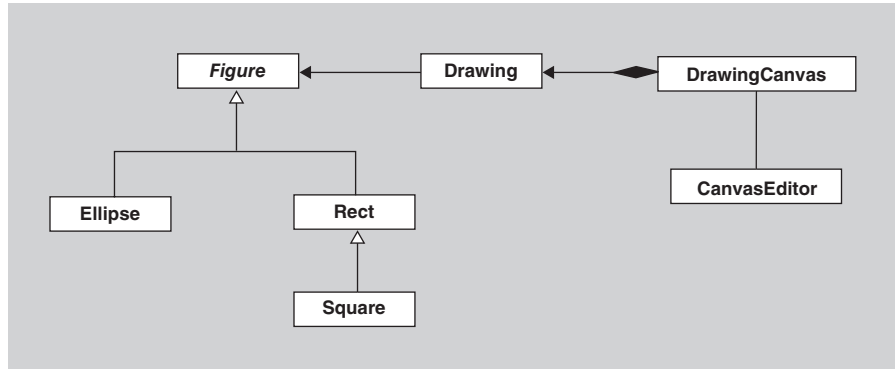 Figure
Drawing
DrawingCanvas
CanvasEditor
Ellipse
Rect
Square